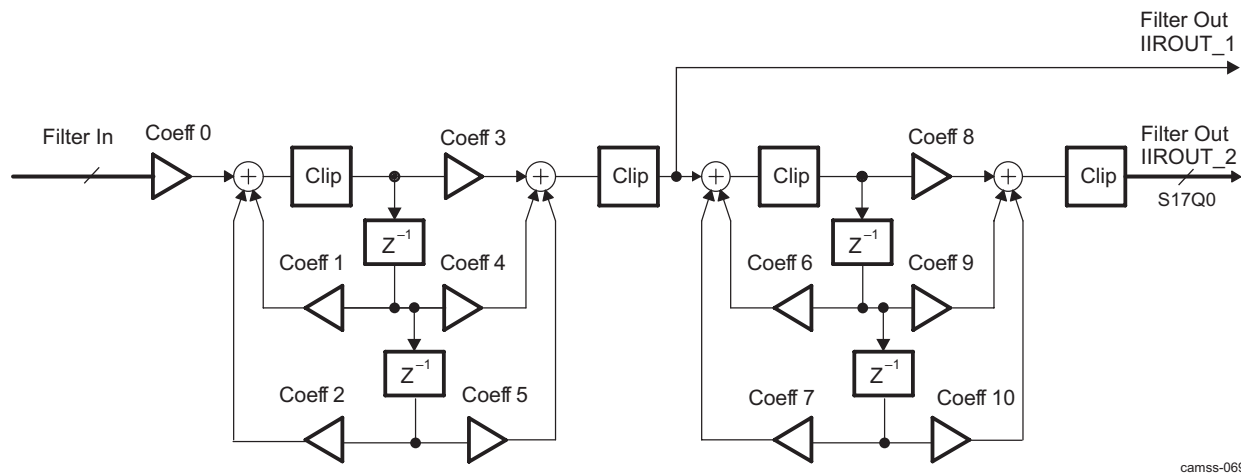 Filter Out
IIROUT_1
Filter In
Coeff 0
Coeff 3
Coeff 8
Filter Out
IIROUT_2
+
Clip
+
Clip
+
Clip
+
Clip
S17Q0
Z⁻¹
Z⁻¹
Coeff 1
Coeff 4
Coeff 6
Coeff 9
Z⁻¹
Z⁻¹
Coeff 2
Coeff 5
Coeff 7
Coeff 10
camss-069